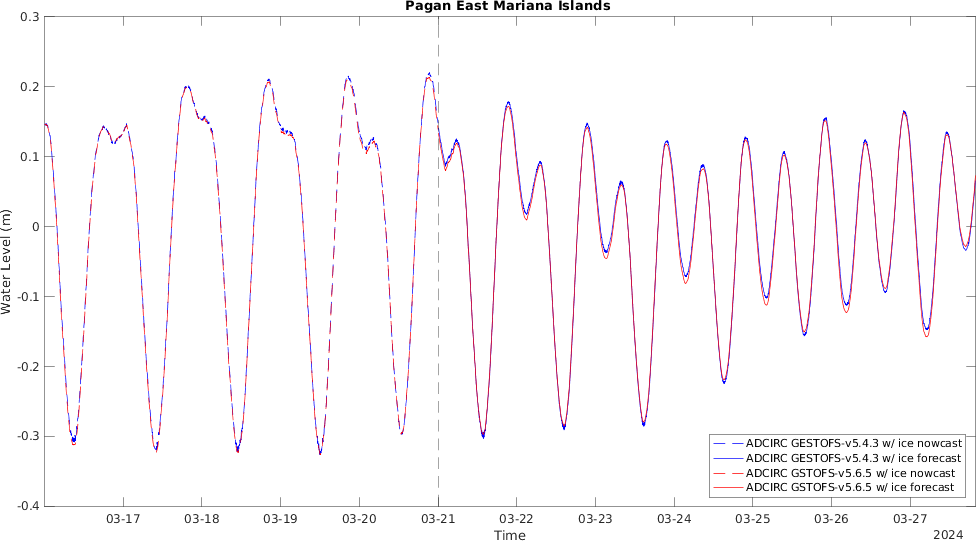 Pagan East Mariana Islands
0.3
0.2
0.1
0
-0.1
-0.2
-0.3
-0.4
Water Level (m)
ADCIRC GESTOFS-v5.4.3 w/ ice nowcast
ADCIRC GESTOFS-v5.4.3 w/ ice forecast
ADCIRC GSTOFS-v5.6.5 w/ ice nowcast
ADCIRC GSTOFS-v5.6.5 w/ ice forecast
03-17 03-18 03-19 03-20 03-21 03-22 03-23 03-24 03-25 03-26 03-27
Time
2024